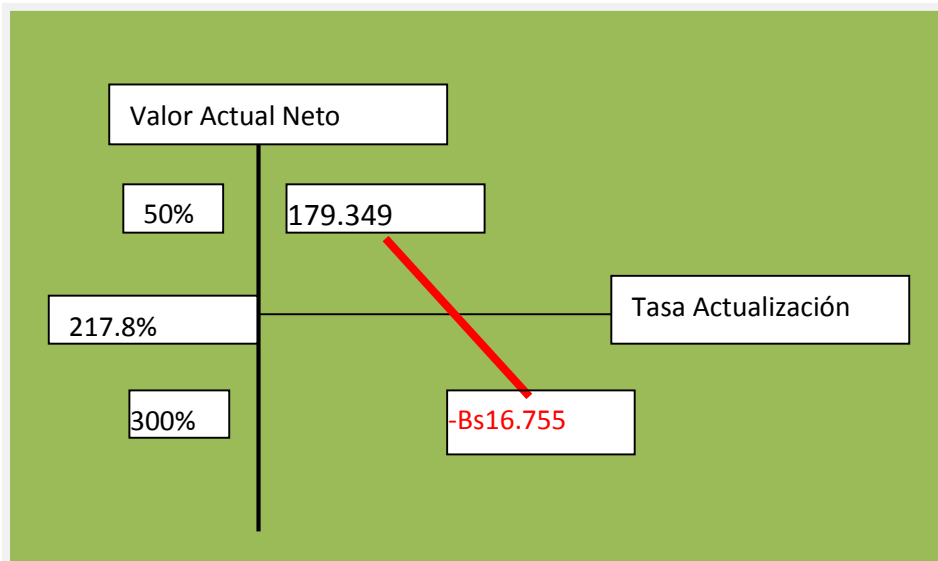 Valor Actual Neto
50%
179.349
Tasa Actualización
217.8%
300%
-Bs16.755